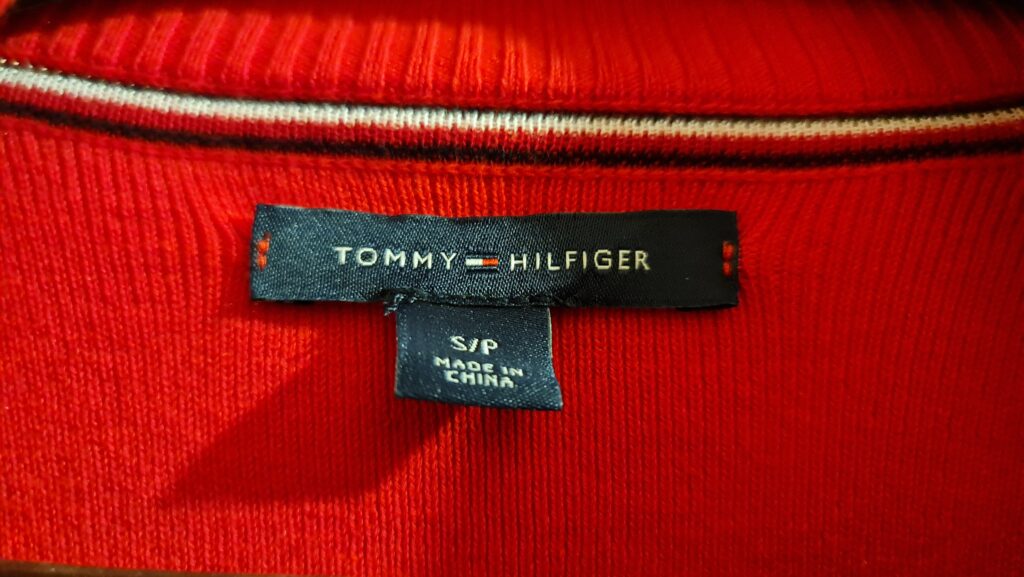 TOMMY HILFIGER
S/P
MADE IN
CHINA